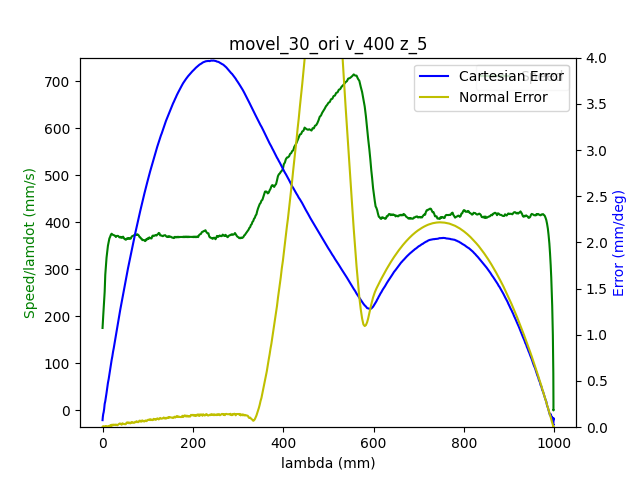 movel_30_ori v_400 z_5
Cartesian Error
Normal Error
Speed/lamdot (mm/s)
700
600
500
400
300
200
100
0
4.0
3.5
3.0
2.5
2.0
1.5
1.0
0.5
0.0
Error (mm/deg)
0 200 400 600 800 1000
lambda (mm)